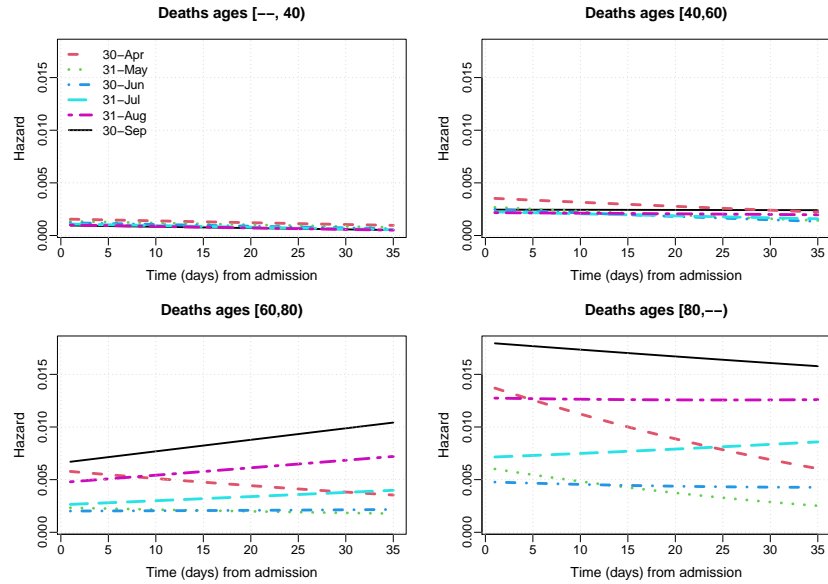 Deaths ages [−−, 40)
Hazard
0.000 0.005 0.010 0.015
30−Apr
31−May
30−Jun
31−Jul
31−Aug
30−Sep
0 5 10 15 20 25 30 35
Time (days) from admission
Deaths ages [40,60)
Hazard
0.000 0.005 0.010 0.015
0 5 10 15 20 25 30 35
Time (days) from admission
Deaths ages [60,80)
Hazard
0.000 0.005 0.010 0.015
0 5 10 15 20 25 30 35
Time (days) from admission
Deaths ages [80,−−)
Hazard
0.000 0.005 0.010 0.015
0 5 10 15 20 25 30 35
Time (days) from admission